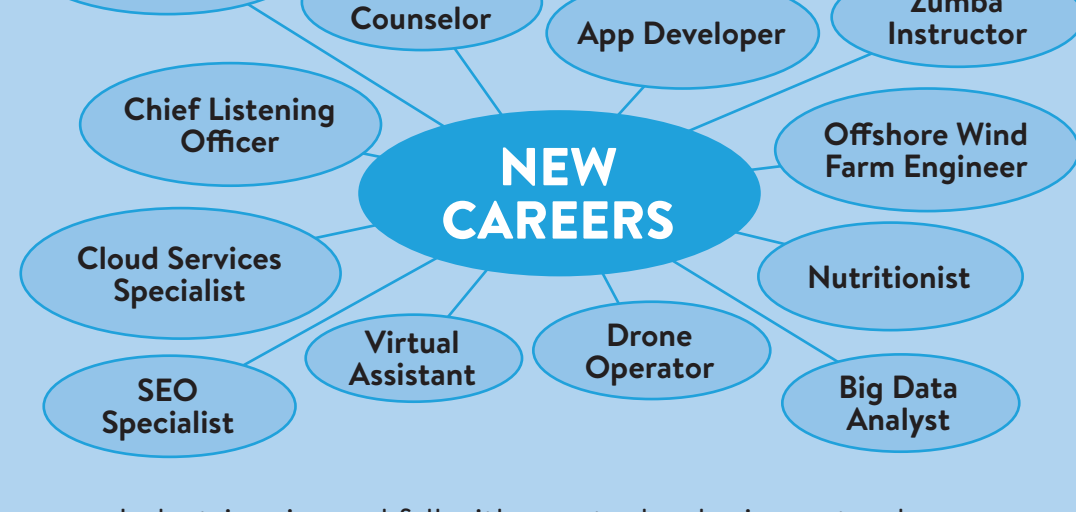 Counselor
App Developer
Zumba
Instructor
Chief Listening
Officer
NEW
CAREERS
Offshore Wind
Farm Engineer
Cloud Services
Specialist
Nutritionist
Virtual
Assistant
Drone
Operator
SEO
Specialist
Big Data
Analyst